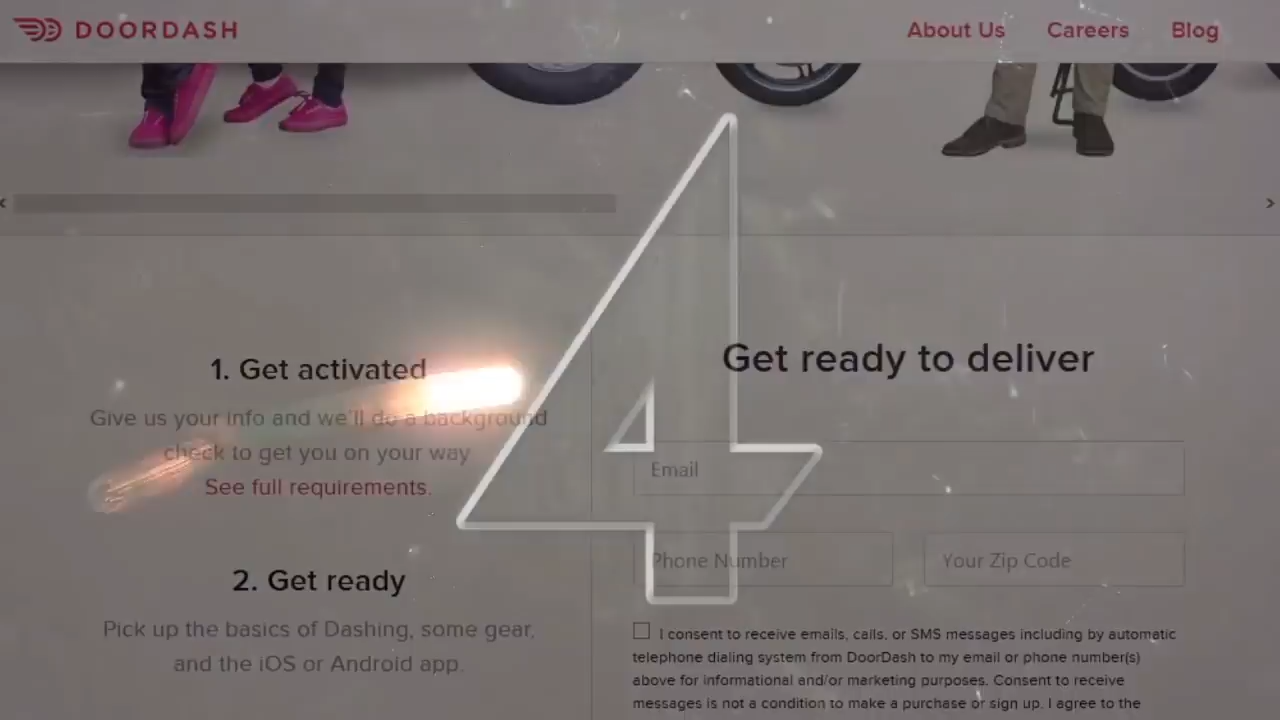 DOORDASH
About Us Careers Blog
4
1. Get activated
Give us your info and we'll do a background
check to get you on your way
See full requirements.
2. Get ready
Pick up the basics of Dashing, some gear,
and the iOS or Android app.
Get ready to deliver
Email
Phone Number Your Zip Code
I consent to receive emails, calls, or SMS messages including by automatic
telephone dialing system from DoorDash to my email or phone number(s)
above for informational and/or marketing purposes. Consent to receive
messages is not a condition to make a purchase or sign up. I agree to the